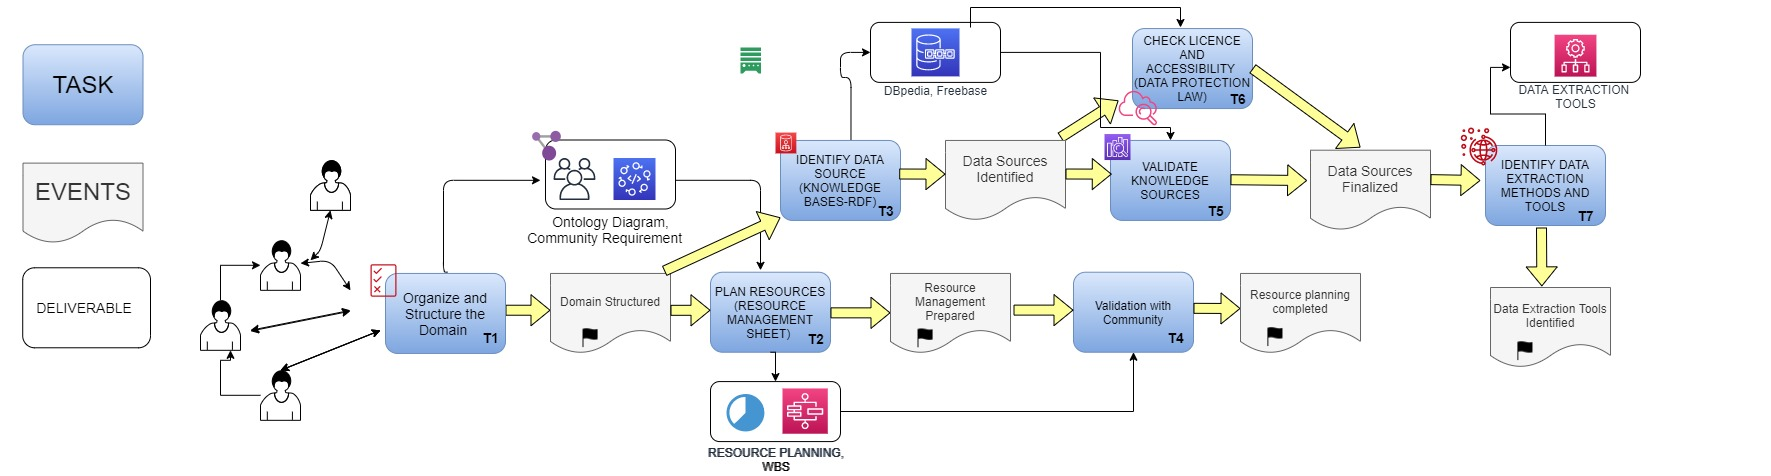 TASK
EVENTS
DELIVERABLE
Organize and
Structure the
Domain
T1
Ontology Diagram,
Community Requirement
Domain Structured
PLAN RESOURCES
(RESOURCE
MANAGEMENT
SHEET)
T2
RESOURCE PLANNING,
WBS
IDENTIFY DATA
SOURCE
(KNOWLEDGE
BASES-RDF)
T3
DBpedia, Freebase
Data Sources
Identified
Resource
Management
Prepared
CHECK LICENCE
AND
ACCESSIBILITY
(DATA PROTECTION
LAW)
T6
VALIDATE
KNOWLEDGE
SOURCES
T5
Validation with
Community
T4
Data Sources
Finalized
Resource planning
completed
DATA EXTRACTION
TOOLS
IDENTIFY DATA
EXTRACTION
METHODS AND
TOOLS
T7
Data Extraction Tools
Identified